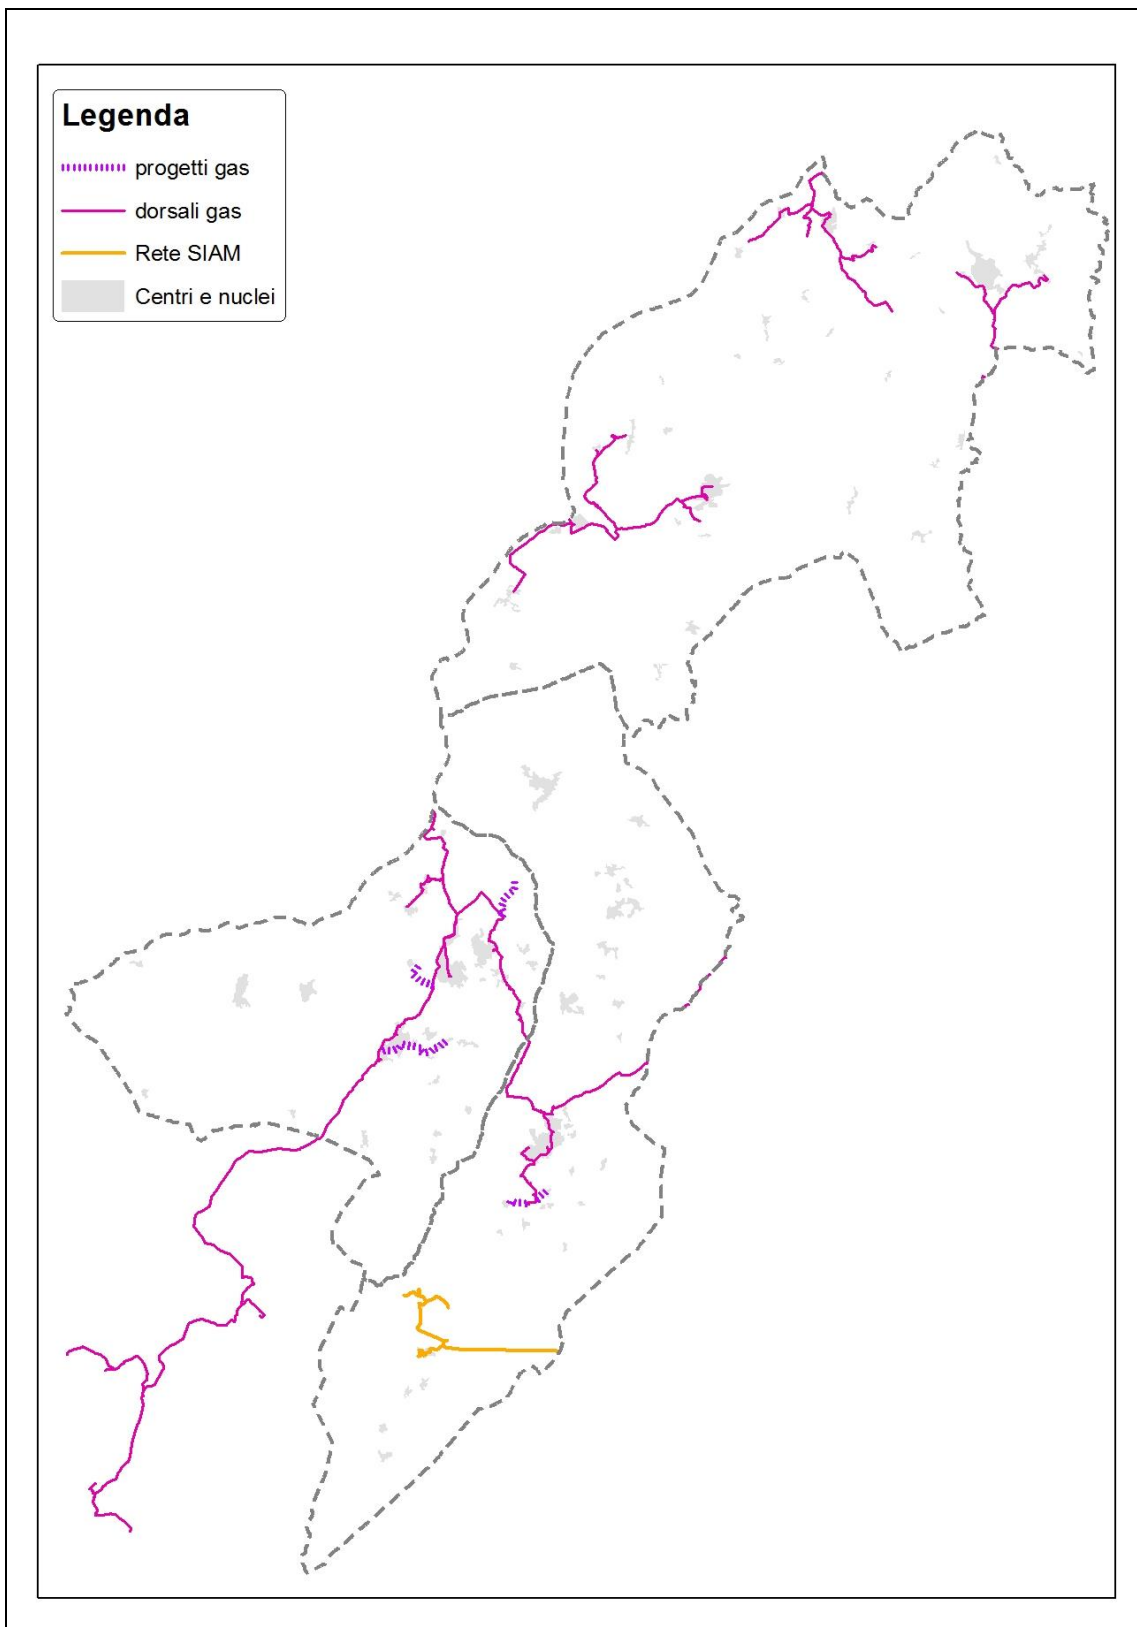 Legenda
progetti gas
dorsali gas
Rete SIAM
Centri e nuclei